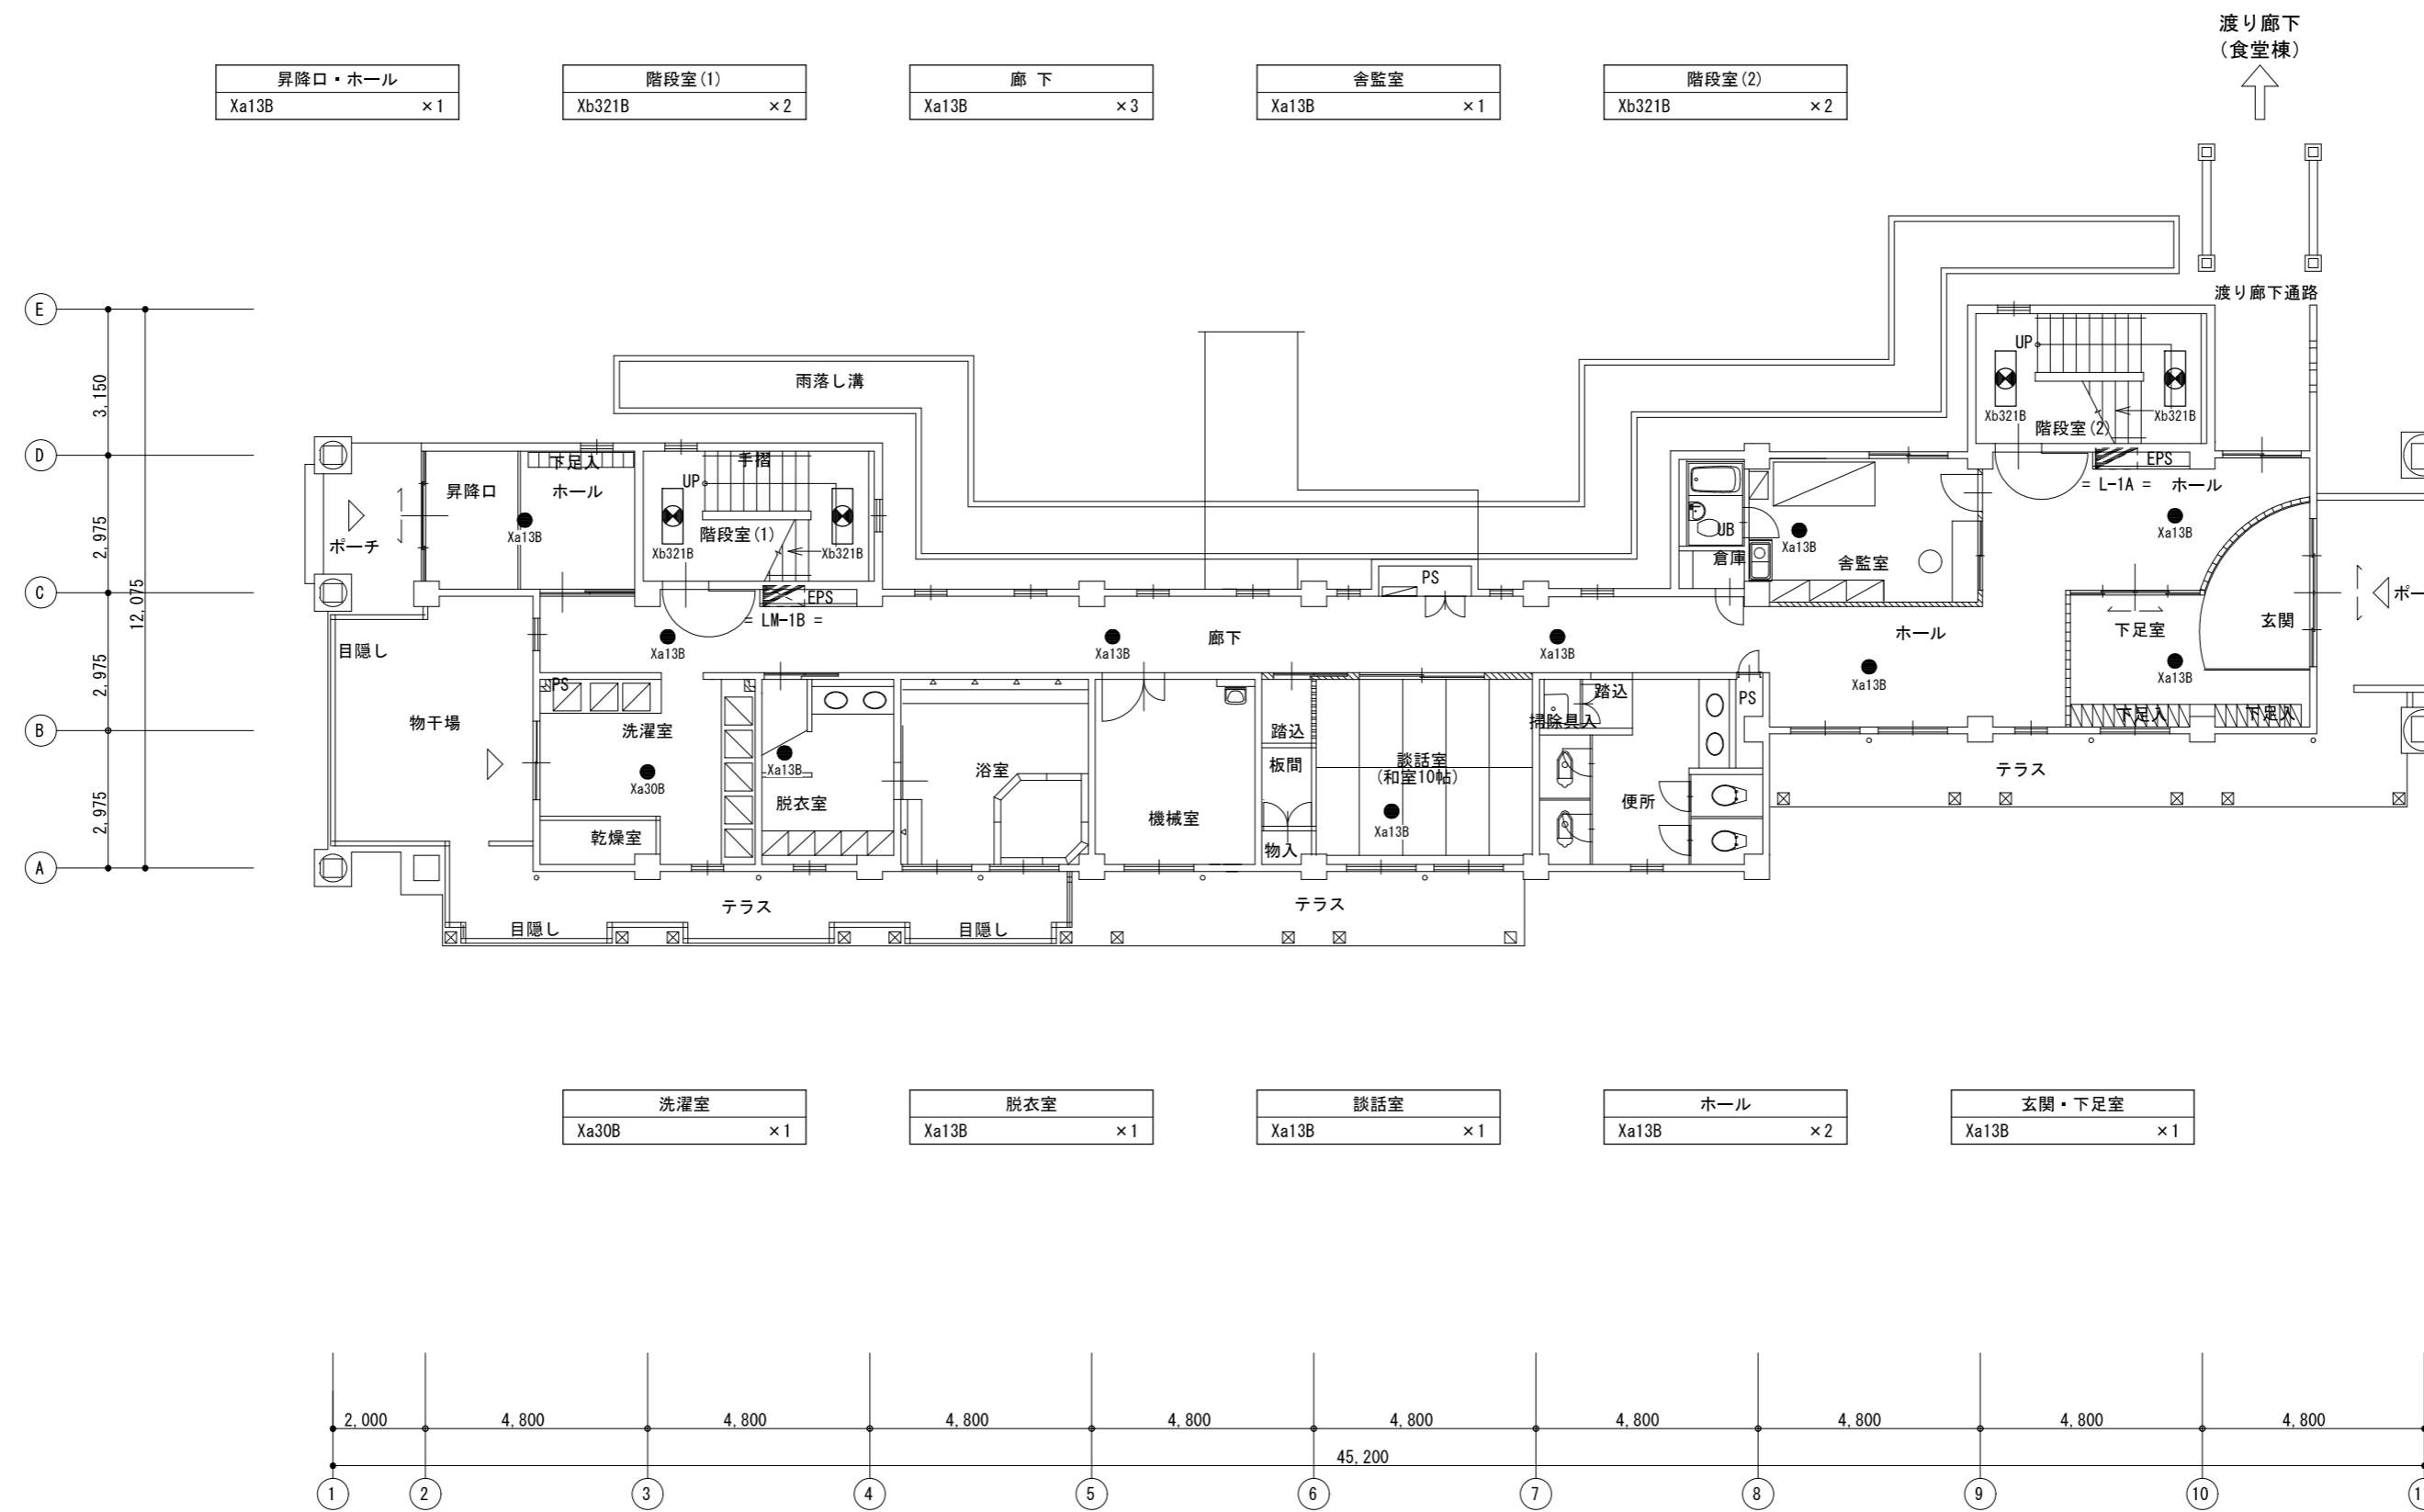 渡り廊下
(食堂棟)
昇降口・ホール
Xa13B ×1
階段室(1)
Xb321B ×2
廊 下
Xa13B ×3
舎監室
Xa13B ×1
階段室(2)
Xb321B ×2
渡り廊下通路
E
D
C
B
A
3,150
2,975
2,975
2,975
12,075
雨落し溝
UP
Xb321B
Xb321B
階段室(2)
EPS
= L-1A =
ホール
Xa13B
下足入
手摺
昇降口
ホール
UP
Xa13B
階段室(1)
Xb321B
Xb321B
ポーチ
EPS
= LM-1B =
UB
倉庫
Xa13B
舎監室
PS
目隠し
Xa13B
Xa13B
廊下
Xa13B
ホール
Xa13B
下足室
Xa13B
玄関
ポー
PS
物干場
洗濯室
Xa30B
乾燥室
Xa13B
脱衣室
浴室
機械室
踏込
板間
物入
談話室
(和室10帖)
Xa13B
掃除具入
踏込
便所
PS
下足入
下足入
テラス
テラス
テラス
目隠し
目隠し
洗濯室
Xa30B ×1
脱衣室
Xa13B ×1
談話室
Xa13B ×1
ホール
Xa13B ×2
玄関・下足室
Xa13B ×1
2,000 4,800 4,800 4,800 4,800 4,800 4,800 4,800 4,800 4,800
45,200
1 2 3 4 5 6 7 8 9 10